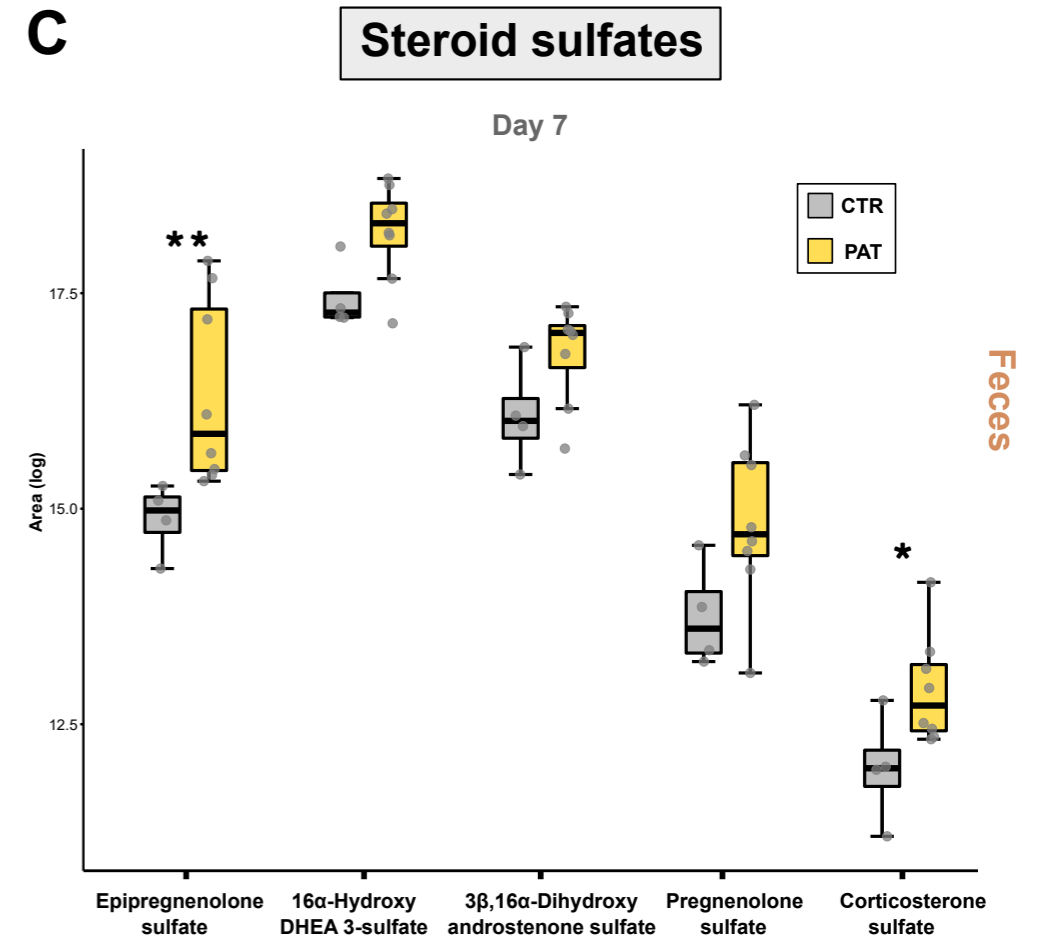 C
Steroid sulfates
Day 7
CTR
PAT
**
17.5
Feces
Area (log)
15.0
*
12.5
Epipregnenolone
sulfate
16α-Hydroxy
DHEA 3-sulfate
3β,16α-Dihydroxy
androstenone sulfate
Pregnenolone
sulfate
Corticosterone
sulfate